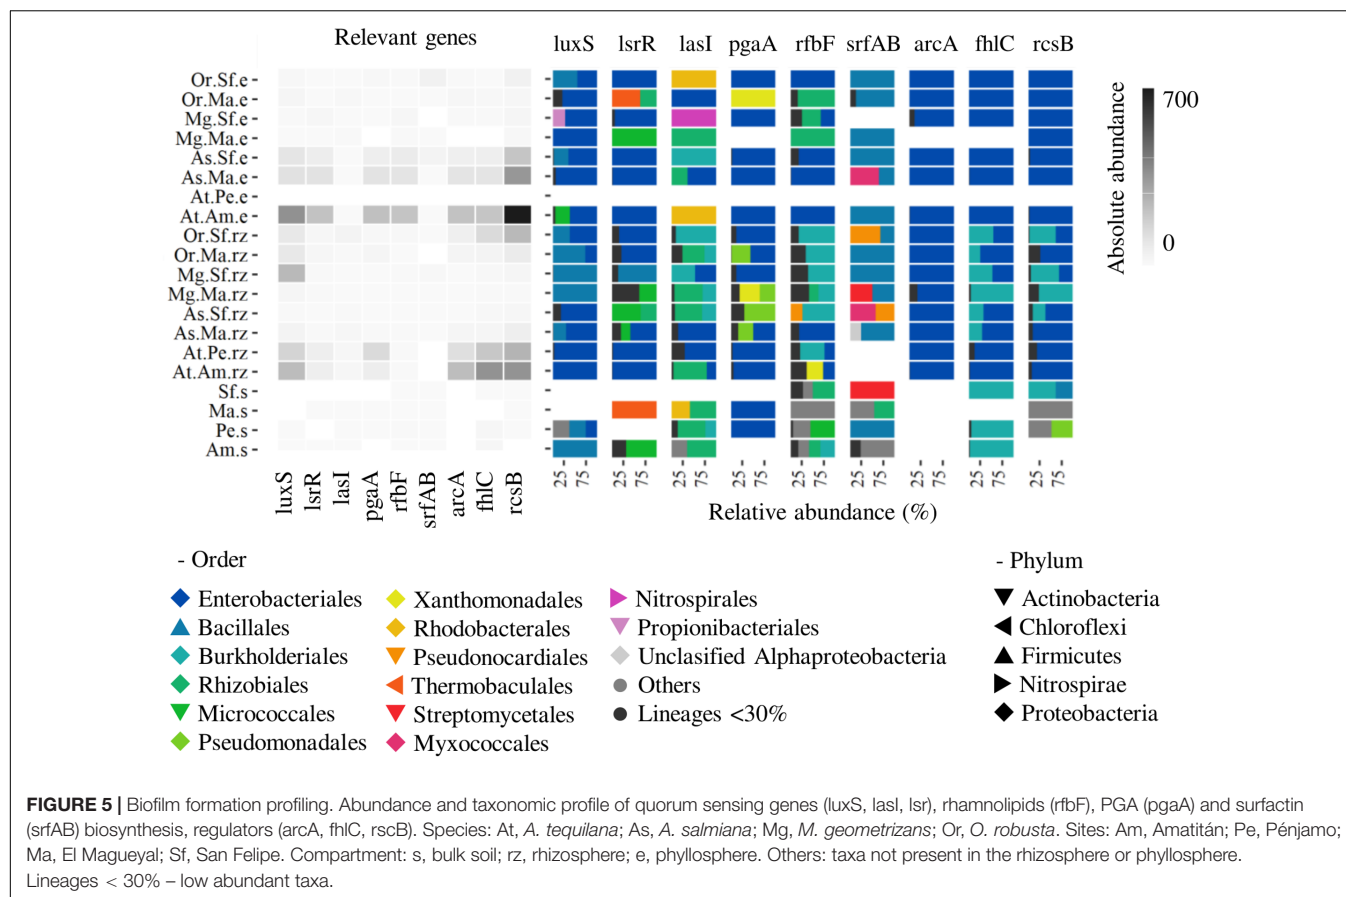 Relevant genes
luxS lsrR lasI pgaA rfbF srfAB arcA fhlC rcsB
Or.Sf.e
Or.Ma.e
Mg.Sf.e
Mg.Ma.e
As.Sf.e
As.Ma.e
At.Pe.e
At.Am.e
Or.Sf.rz
Or.Ma.rz
Mg.Sf.rz
Mg.Ma.rz
As.Sf.rz
As.Ma.rz
At.Pe.rz
At.Am.rz
Sf.s
Ma.s
Pe.s
Am.s
700
0
Absolute abundance
luxS lsrR lasI pgaA rfbF srfAB arcA fhlC rcsB
25 75 25 75 25 75 25 75 25 75 25 75 25 75 25 75 25 75
Relative abundance (%)
- Order
Enterobacteriales
Bacillales
Burkholderiales
Rhizobiales
Micrococcales
Pseudomonadales
Xanthomonadales
Rhodobacterales
Pseudonocardiales
Thermobaculales
Streptomycetales
Myxococcales
Nitrospirales
Propionibacteriales
Unclasified Alphaproteobacteria
Others
Lineages <30%
- Phylum
Actinobacteria
Chloroflexi
Firmicutes
Nitrospirae
Proteobacteria
FIGURE 5 | Biofilm formation profiling. Abundance and taxonomic profile of quorum sensing genes (luxS, lasI, lsr), rhamnolipids (rfbF), PGA (pgaA) and surfactin
(srfAB) biosynthesis, regulators (arcA, fhlC, rscB). Species: At, A. tequilana; As, A. salmiana; Mg, M. geometrizans; Or, O. robusta. Sites: Am, Amatitán; Pe, Pénjamo;
Ma, El Magueyal; Sf, San Felipe. Compartment: s, bulk soil; rz, rhizosphere; e, phyllosphere. Others: taxa not present in the rhizosphere or phyllosphere.
Lineages < 30% – low abundant taxa.